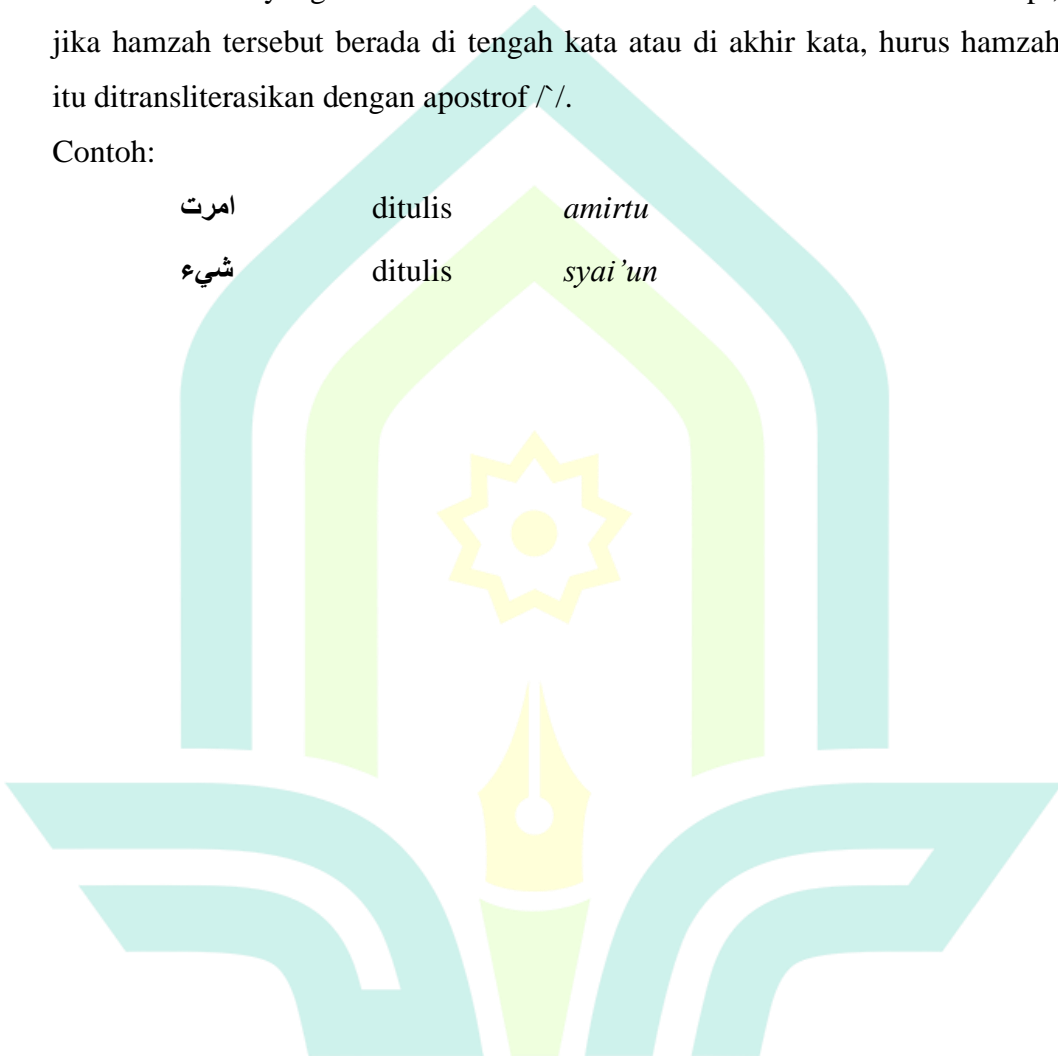 jika hamzah tersebut berada di tengah kata atau di akhir kata, hurus hamzah
itu ditransliterasikan dengan apostrof /`/.
Contoh:
امرت ditulis amirtu
شيء ditulis syai’un